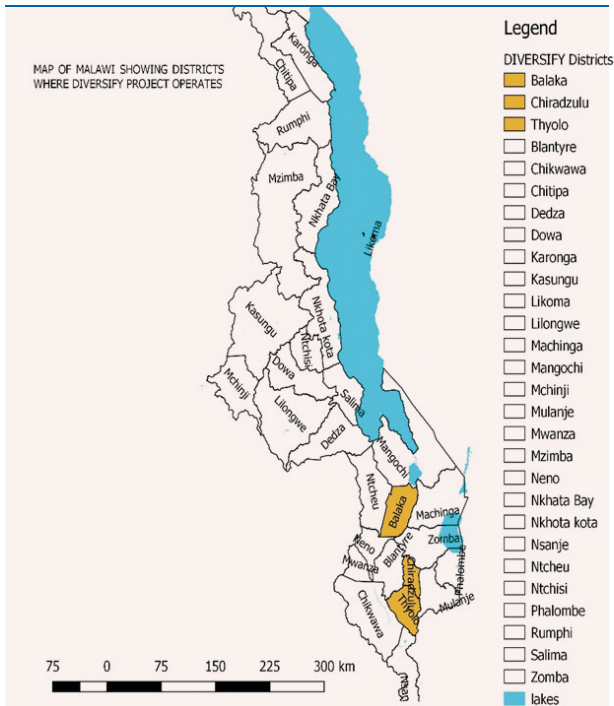 MAP OF MALAWI SHOWING DISTRICTS
WHERE DIVERSIFY PROJECT OPERATES
Karonga
Chitipa
Rumphi
Mzimba
Nkhata Bay
Likoma
Kasungu
Nkhota kota
Ntchisi
Dowa
Mchinji
Salima
Lilongwe
Dedza
Mangochi
Ntcheu
Balaka
Machinga
Neno
Blantyre
Zomba
Mwanza
Chiradzulu
Phalombe
Chikwawa
Thyolo
Mulanje
75 0 75 150 225 300 km
Legend
DIVERSIFY Districts
Balaka
Chiradzulu
Thyolo
Blantyre
Chikwawa
Chitipa
Dedza
Dowa
Karonga
Kasungu
Likoma
Lilongwe
Machinga
Mangochi
Mchinji
Mulanje
Mwanza
Mzimba
Neno
Nkhata Bay
Nkhota kota
Nsanje
Ntcheu
Ntchisi
Phalombe
Rumphi
Salima
Zomba
lakes